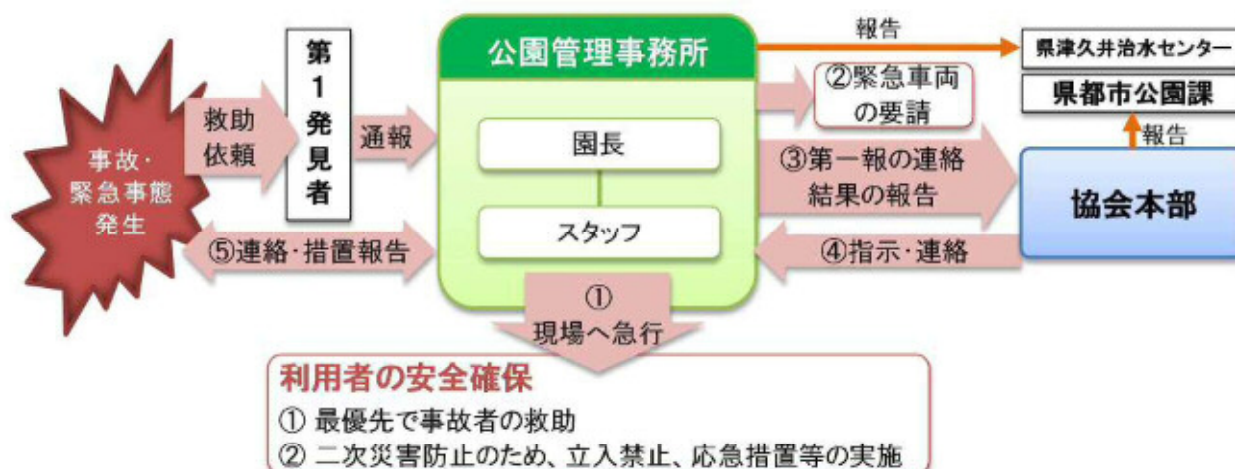 事故・
緊急事態
発生
救助
依頼
第1発見者
通報
⑤連絡・措置報告
公園管理事務所
園長
スタッフ
①
現場へ急行
報告
県津久井治水センター
県都市公園課
②緊急車両
の要請
③第一報の連絡
結果の報告
報告
協会本部
④指示・連絡
利用者の安全確保
① 最優先で事故者の救助
② 二次災害防止のため、立入禁止、応急措置等の実施